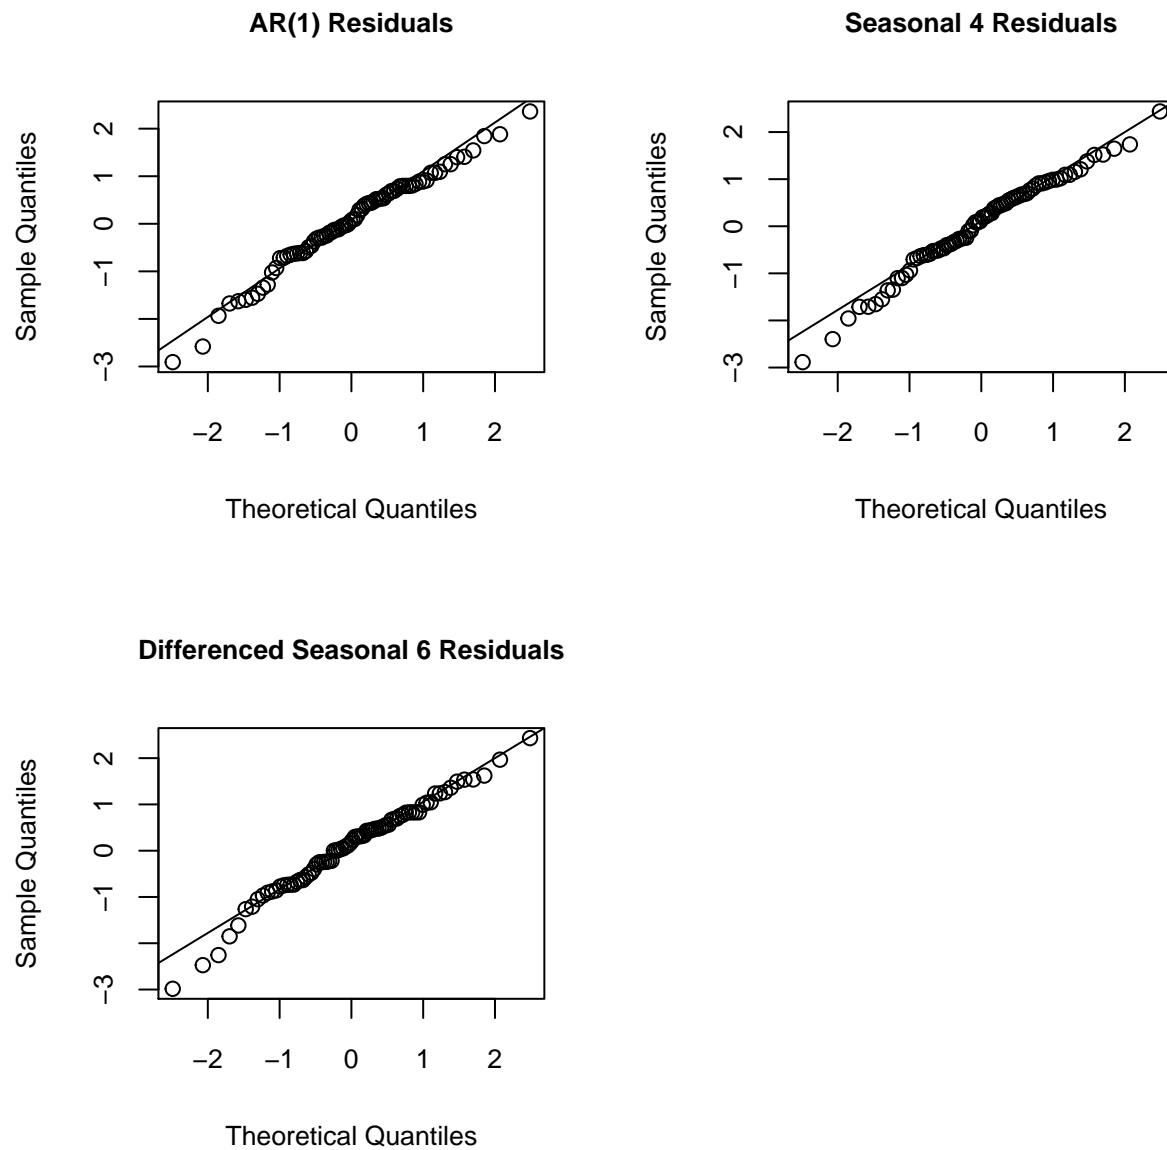 AR(1) Residuals
Sample Quantiles
2
1
0
−1
−3
−2 −1 0 1 2
Theoretical Quantiles
Seasonal 4 Residuals
Sample Quantiles
2
1
0
−1
−3
−2 −1 0 1 2
Theoretical Quantiles
Differenced Seasonal 6 Residuals
Sample Quantiles
2
1
0
−1
−3
−2 −1 0 1 2
Theoretical Quantiles